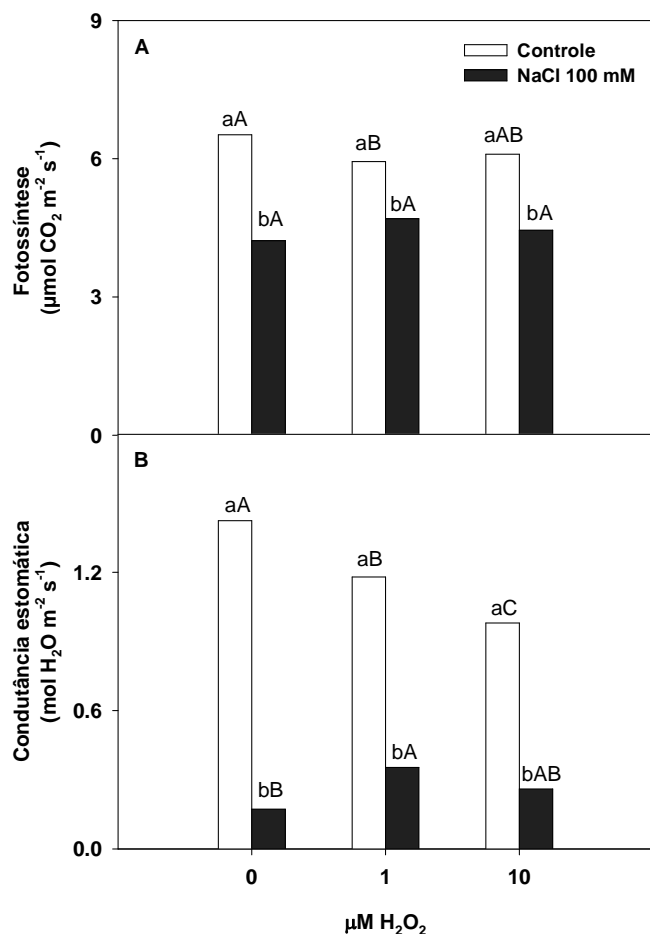 9
A
Controle
NaCl 100 mM
aA
aB
aAB
6
bA
bA
bA
3
0
Fotossíntese
(µmol CO₂ m⁻² s⁻¹)
B
aA
aB
1.2
aC
0.6
bA
bAB
bB
0.0
Condutância estomática
(mol H₂O m⁻² s⁻¹)
0 1 10
µM H₂O₂